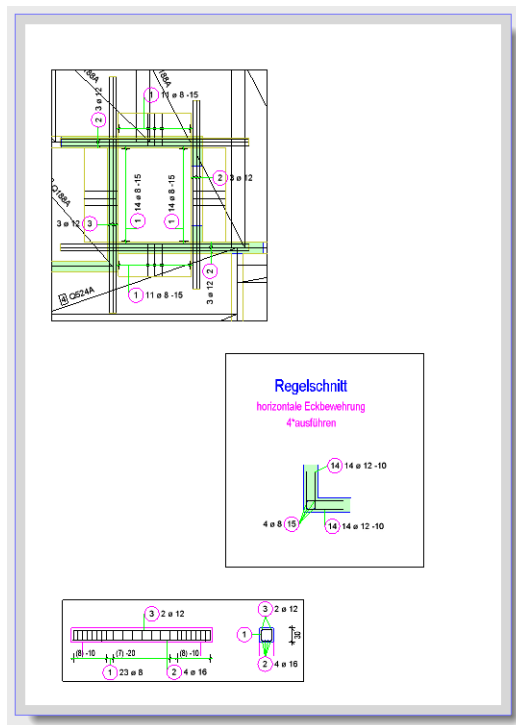 188A
188A
3 ø 12
2
1 11 ø 8 -15
2 3 ø 12
Q188A
1 14 ø 8 -15
1 14 ø 8 -15
3 ø 12 3
3 ø 12 2
1 11 ø 8 -15
4 Q524A
Regelschnitt
horizontale Eckbewehrung
4*ausführen
14 14 ø 12 -10
4 ø 8 15
14 14 ø 12 -10
3 2 ø 12
3 2 ø 12
1
30
(8) -10 (7) -20 (8) -10
1 23 ø 8
2 4 ø 16
2 4 ø 16